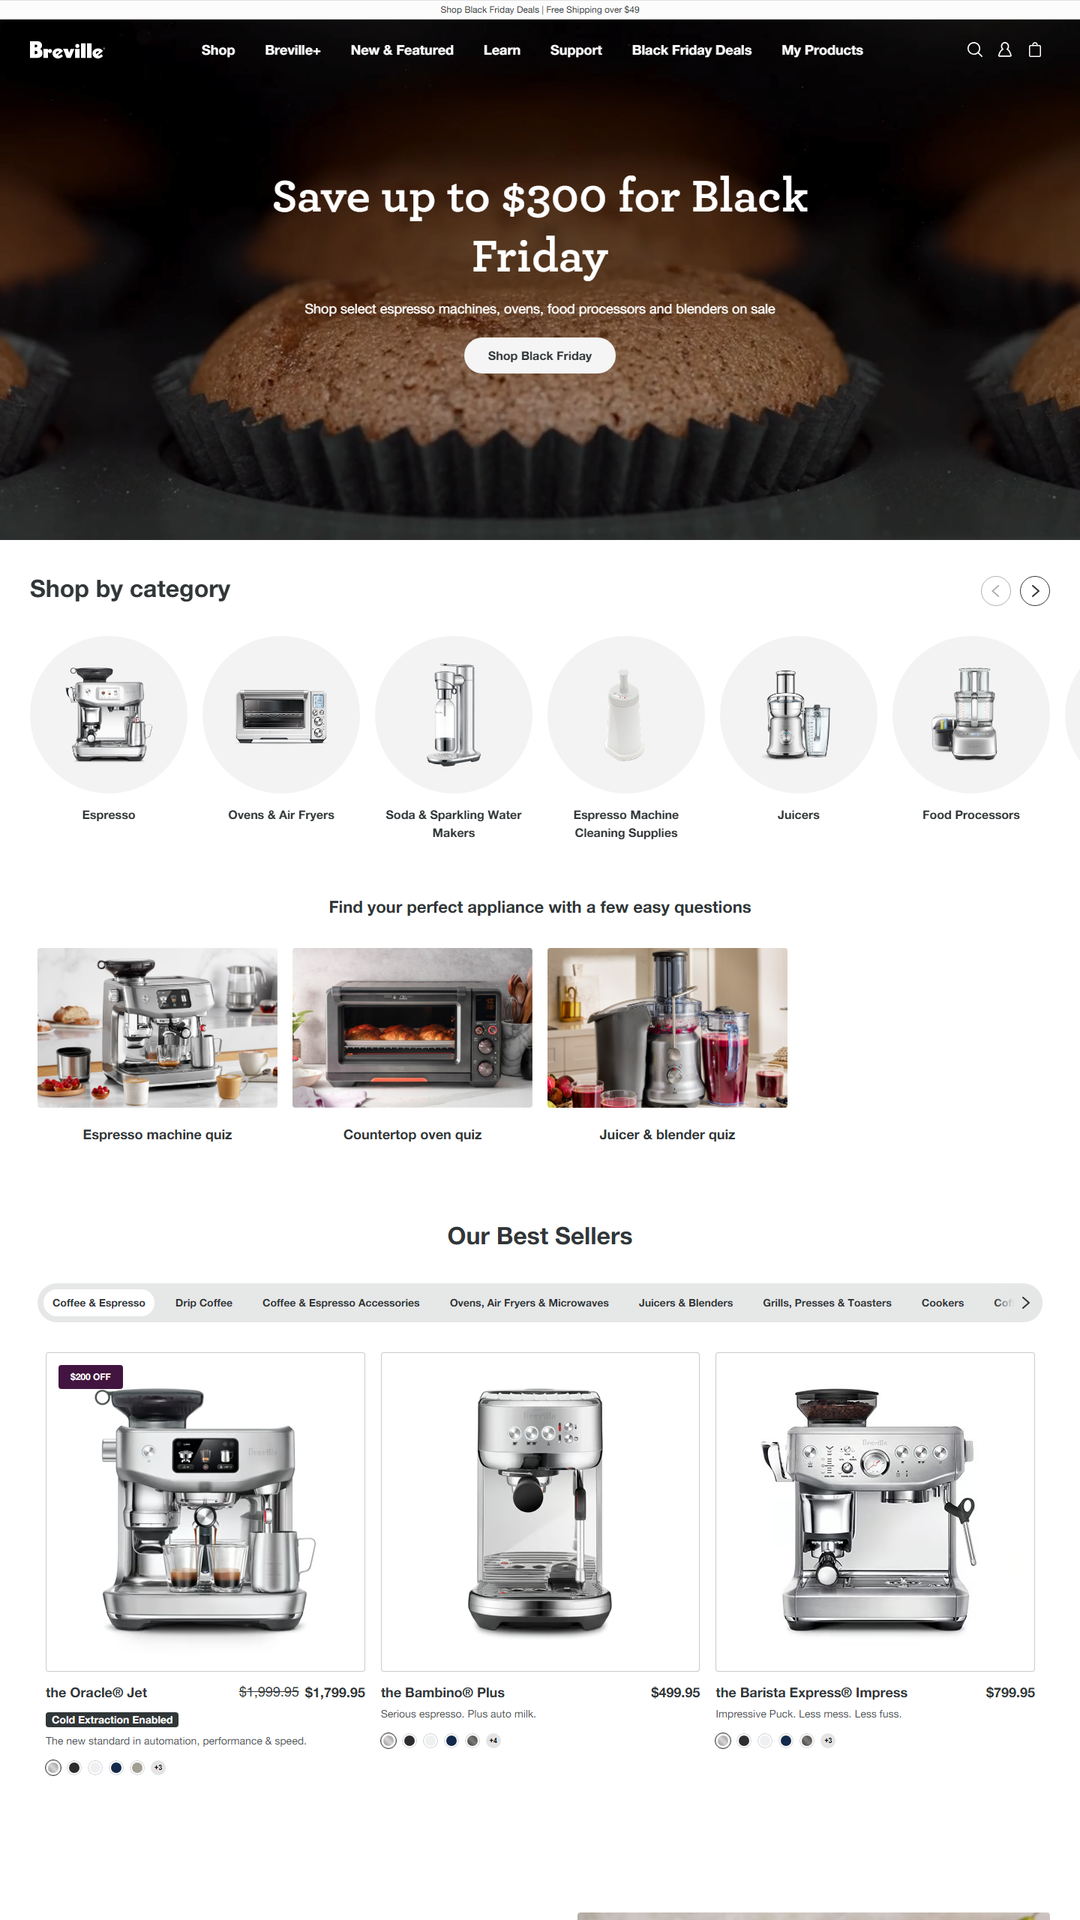 Shop Black Friday Deals | Free Shipping over $49
Breville
Shop
Breville+
New & Featured
Learn
Support
Black Friday Deals
My Products
Save up to $300 for Black
Friday
Shop select espresso machines, ovens, food processors and blenders on sale
Shop Black Friday
Shop by category
Espresso
Ovens & Air Fryers
Soda & Sparkling Water
Makers
Espresso Machine
Cleaning Supplies
Juicers
Food Processors
Find your perfect appliance with a few easy questions
Espresso machine quiz
Countertop oven quiz
Juicer & blender quiz
Our Best Sellers
Coffee & Espresso
Drip Coffee
Coffee & Espresso Accessories
Ovens, Air Fryers & Microwaves
Juicers & Blenders
Grills, Presses & Toasters
Cookers
Cof
$200 OFF
the Oracle® Jet
$1,999.95 $1,799.95
Cold Extraction Enabled
The new standard in automation, performance & speed.
+3
the Bambino® Plus
$499.95
Serious espresso. Plus auto milk.
+4
the Barista Express® Impress
$799.95
Impressive Puck. Less mess. Less fuss.
+3